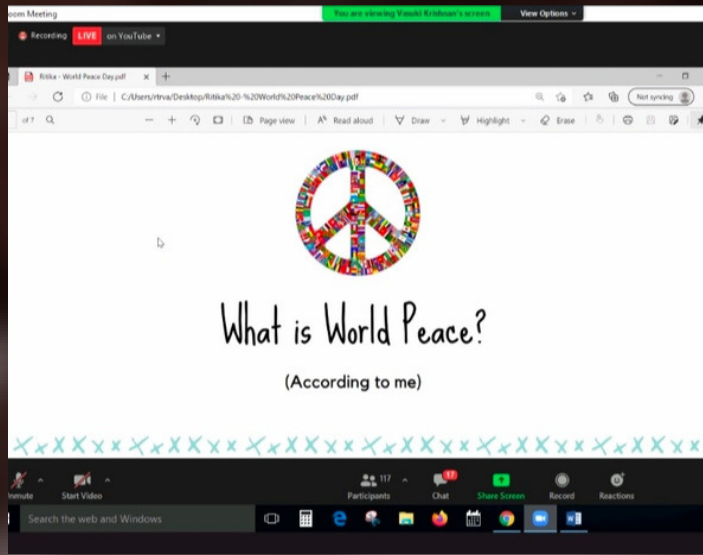 oom Meeting
You are viewing Vasuki Krishnan's screen View Options
Recording LIVE on YouTube
Ritika - World Peace Day.pdf
File | C:/Users/rtrva/Desktop/Ritika%20-%20World%20Peace%20Day.pdf Not syncing
of 7 Page view Read aloud Draw Highlight Erase
What is World Peace?
(According to me)
nmute Start Video 117 Participants 17 Chat Share Screen Record Reactions
Search the web and Windows